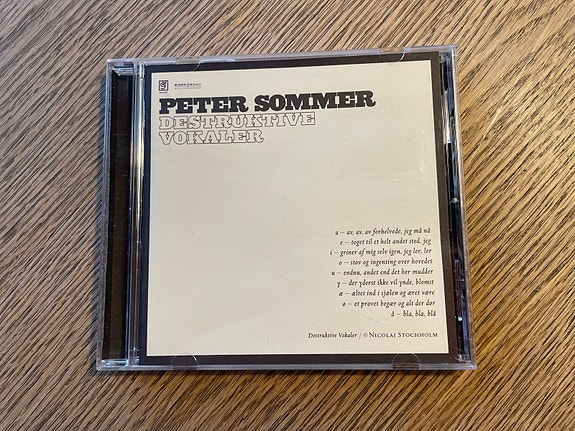 PETER SOMMER
DESTRUKTIVE
VOKALER
a – av, av, av forhelvede, jeg må nå
e – toget til et helt andet sted, jeg
i – griner af mig selv igen, jeg ler, ler
o – støv og ingenting over hovedet
u – endnu, andet end det her mudder
y – der yderst ikke vil ynde, blomst
æ – æltet ind i sjælen og æret være
ø – et prøvet begær og alt der dør
å – bla, bla, blå
Destruktive Vokaler / © NICOLAJ STOCHHOLM